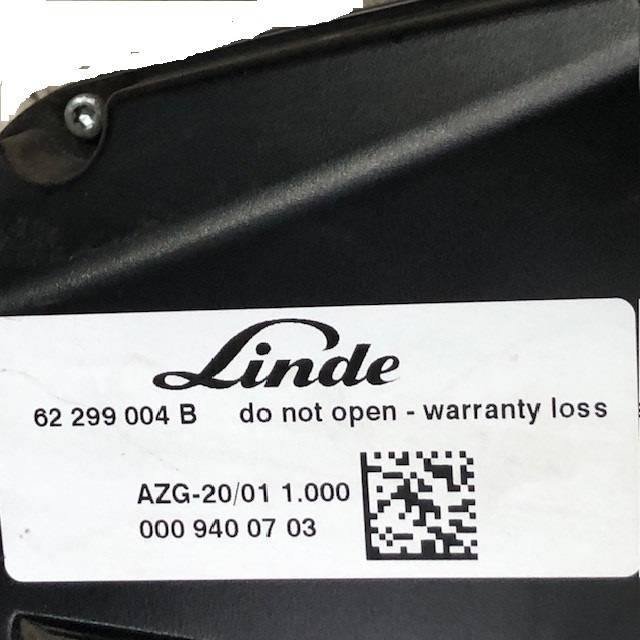 Linde
62 299 004 B do not open - warranty loss
AZG-20/01 1.000
000 940 07 03